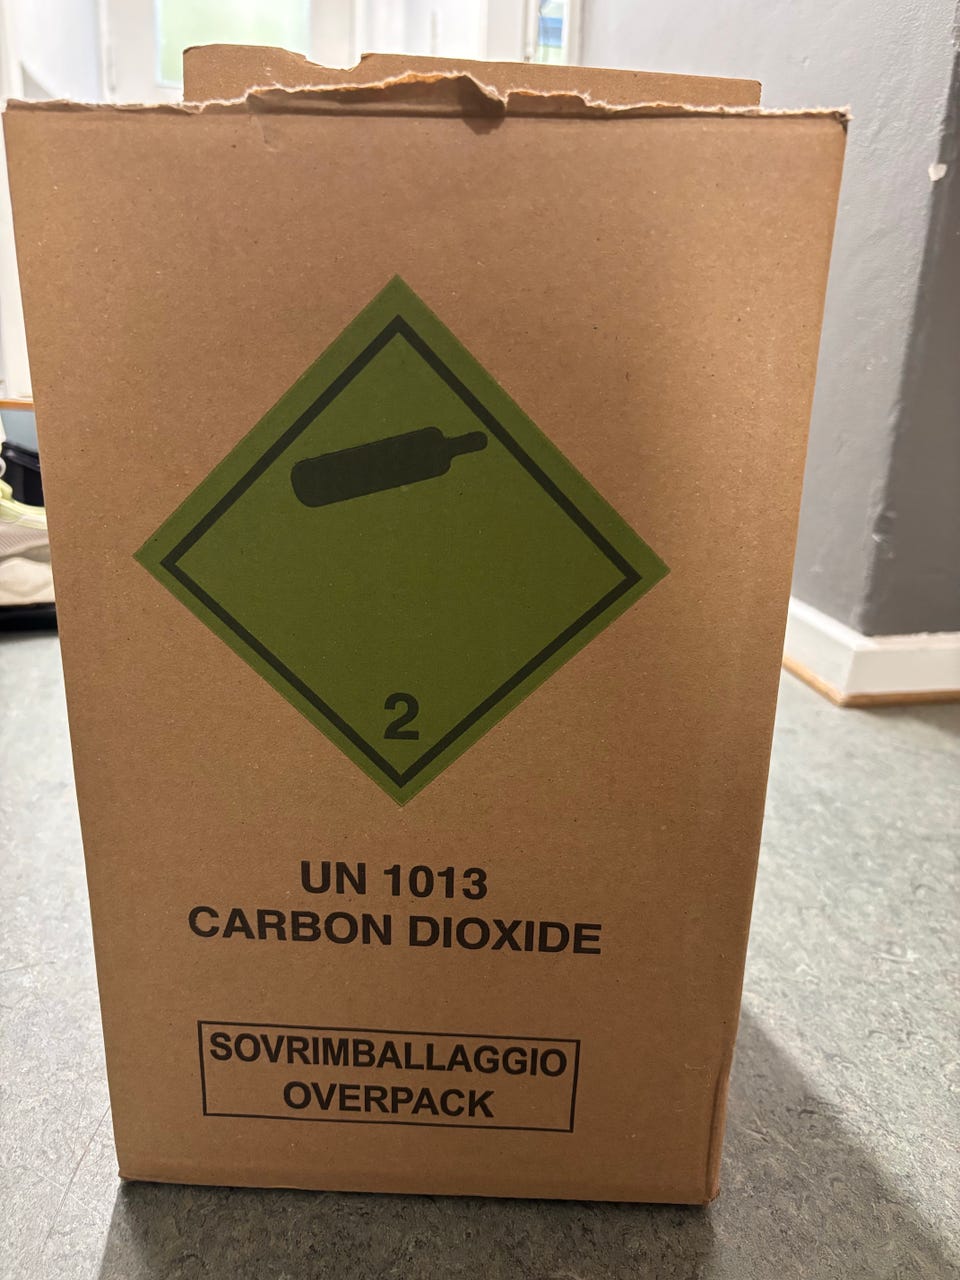 2
UN 1013
CARBON DIOXIDE
SOVRIMBALLAGGIO
OVERPACK